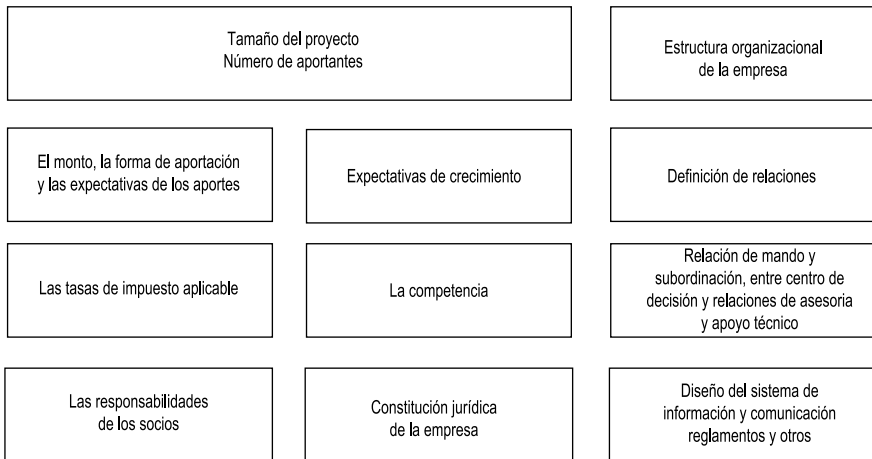 Tamaño del proyecto
Número de aportantes
Estructura organizacional
de la empresa
El monto, la forma de aportación
y las expectativas de los aportes
Expectativas de crecimiento
Definición de relaciones
Las tasas de impuesto aplicable
La competencia
Relación de mando y
subordinación, entre centro de
decisión y relaciones de asesoria
y apoyo técnico
Las responsabilidades
de los socios
Constitución jurídica
de la empresa
Diseño del sistema de
información y comunicación
reglamentos y otros